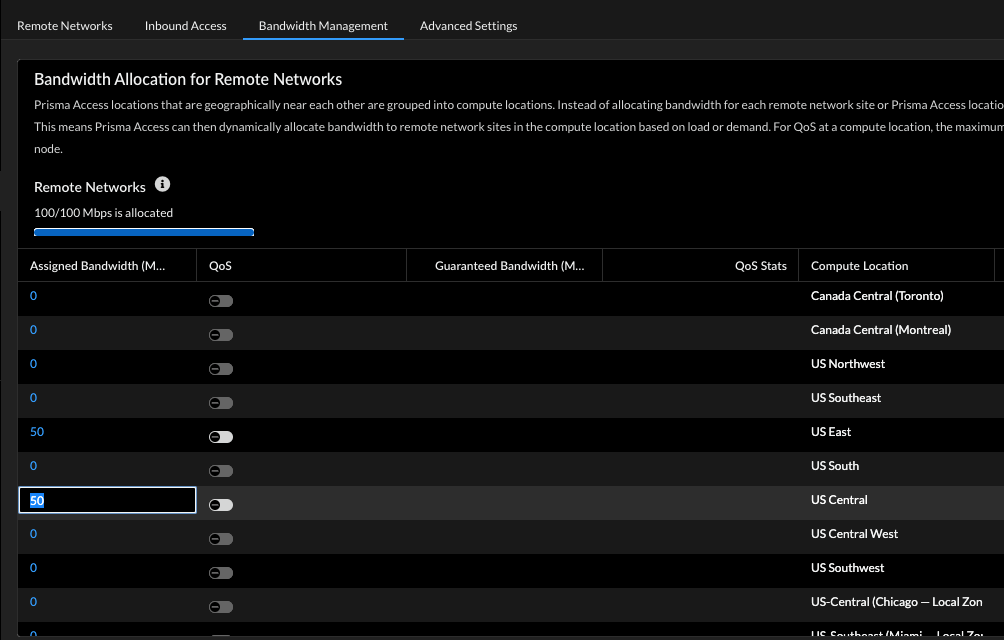 Remote Networks Inbound Access Bandwidth Management Advanced Settings
Bandwidth Allocation for Remote Networks
Prisma Access locations that are geographically near each other are grouped into compute locations. Instead of allocating bandwidth for each remote network site or Prisma Access locatio
This means Prisma Access can then dynamically allocate bandwidth to remote network sites in the compute location based on load or demand. For QoS at a compute location, the maximum
node.
Remote Networks
100/100 Mbps is allocated
Assigned Bandwidth (M... QoS Guaranteed Bandwidth (M... QoS Stats Compute Location
0 Canada Central (Toronto)
0 Canada Central (Montreal)
0 US Northwest
0 US Southeast
50 US East
0 US South
50 US Central
0 US Central West
0 US Southwest
0 US-Central (Chicago — Local Zon
0 US-Southeast (Miami — Local Zo